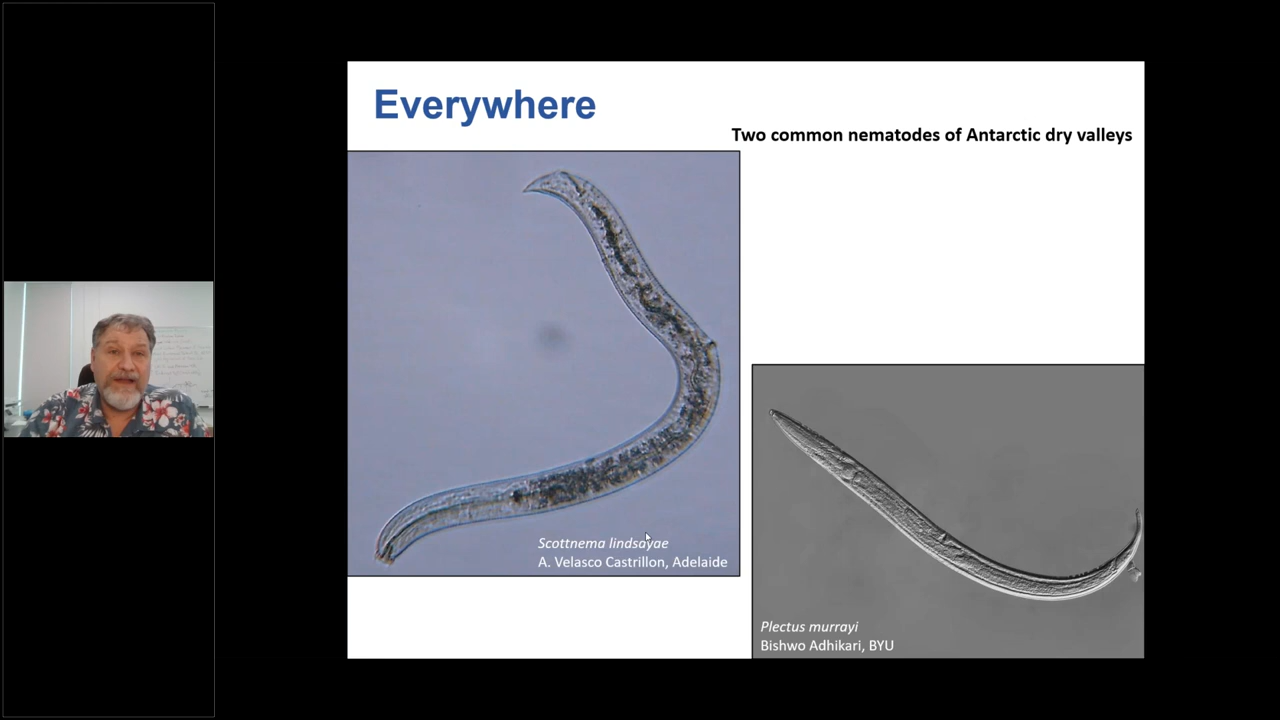 Everywhere
Two common nematodes of Antarctic dry valleys
Scottnema lindsayae
A. Velasco Castrillon, Adelaide
Plectus murrayi
Bishwo Adhikari, BYU